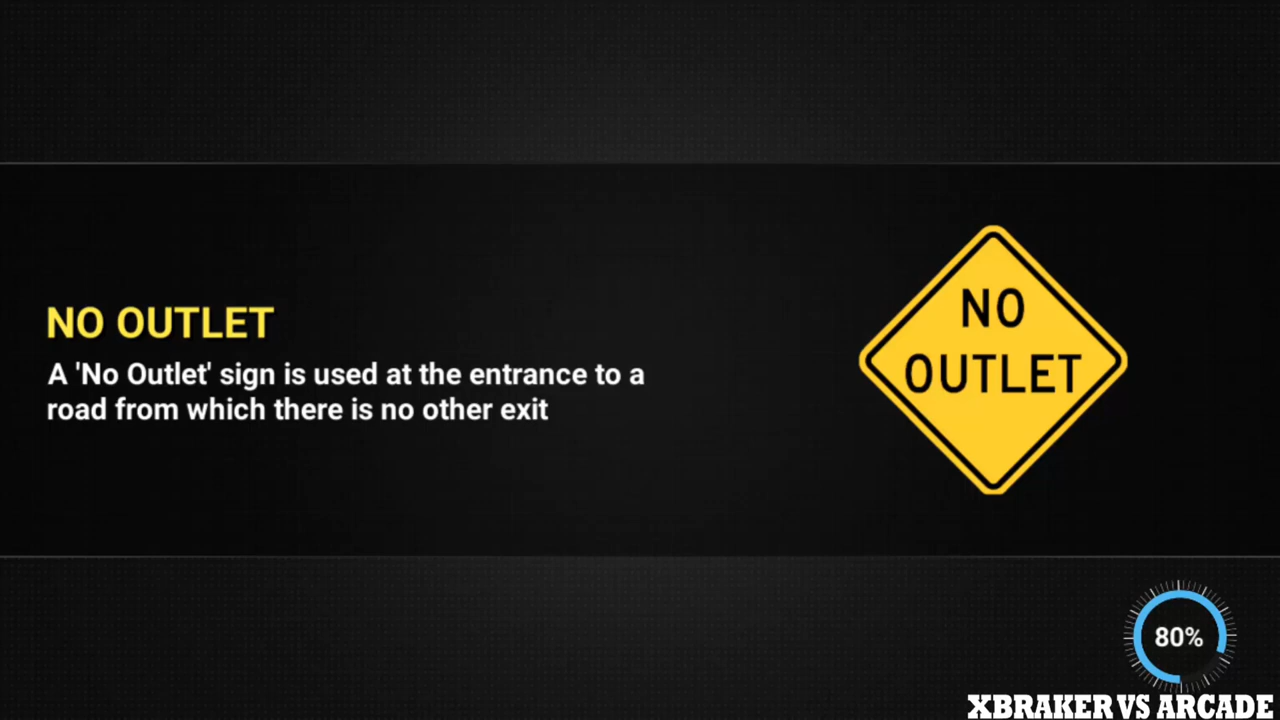 NO OUTLET
A 'No Outlet' sign is used at the entrance to a
road from which there is no other exit
NO
OUTLET
80%
XBRAKER VS ARCADE